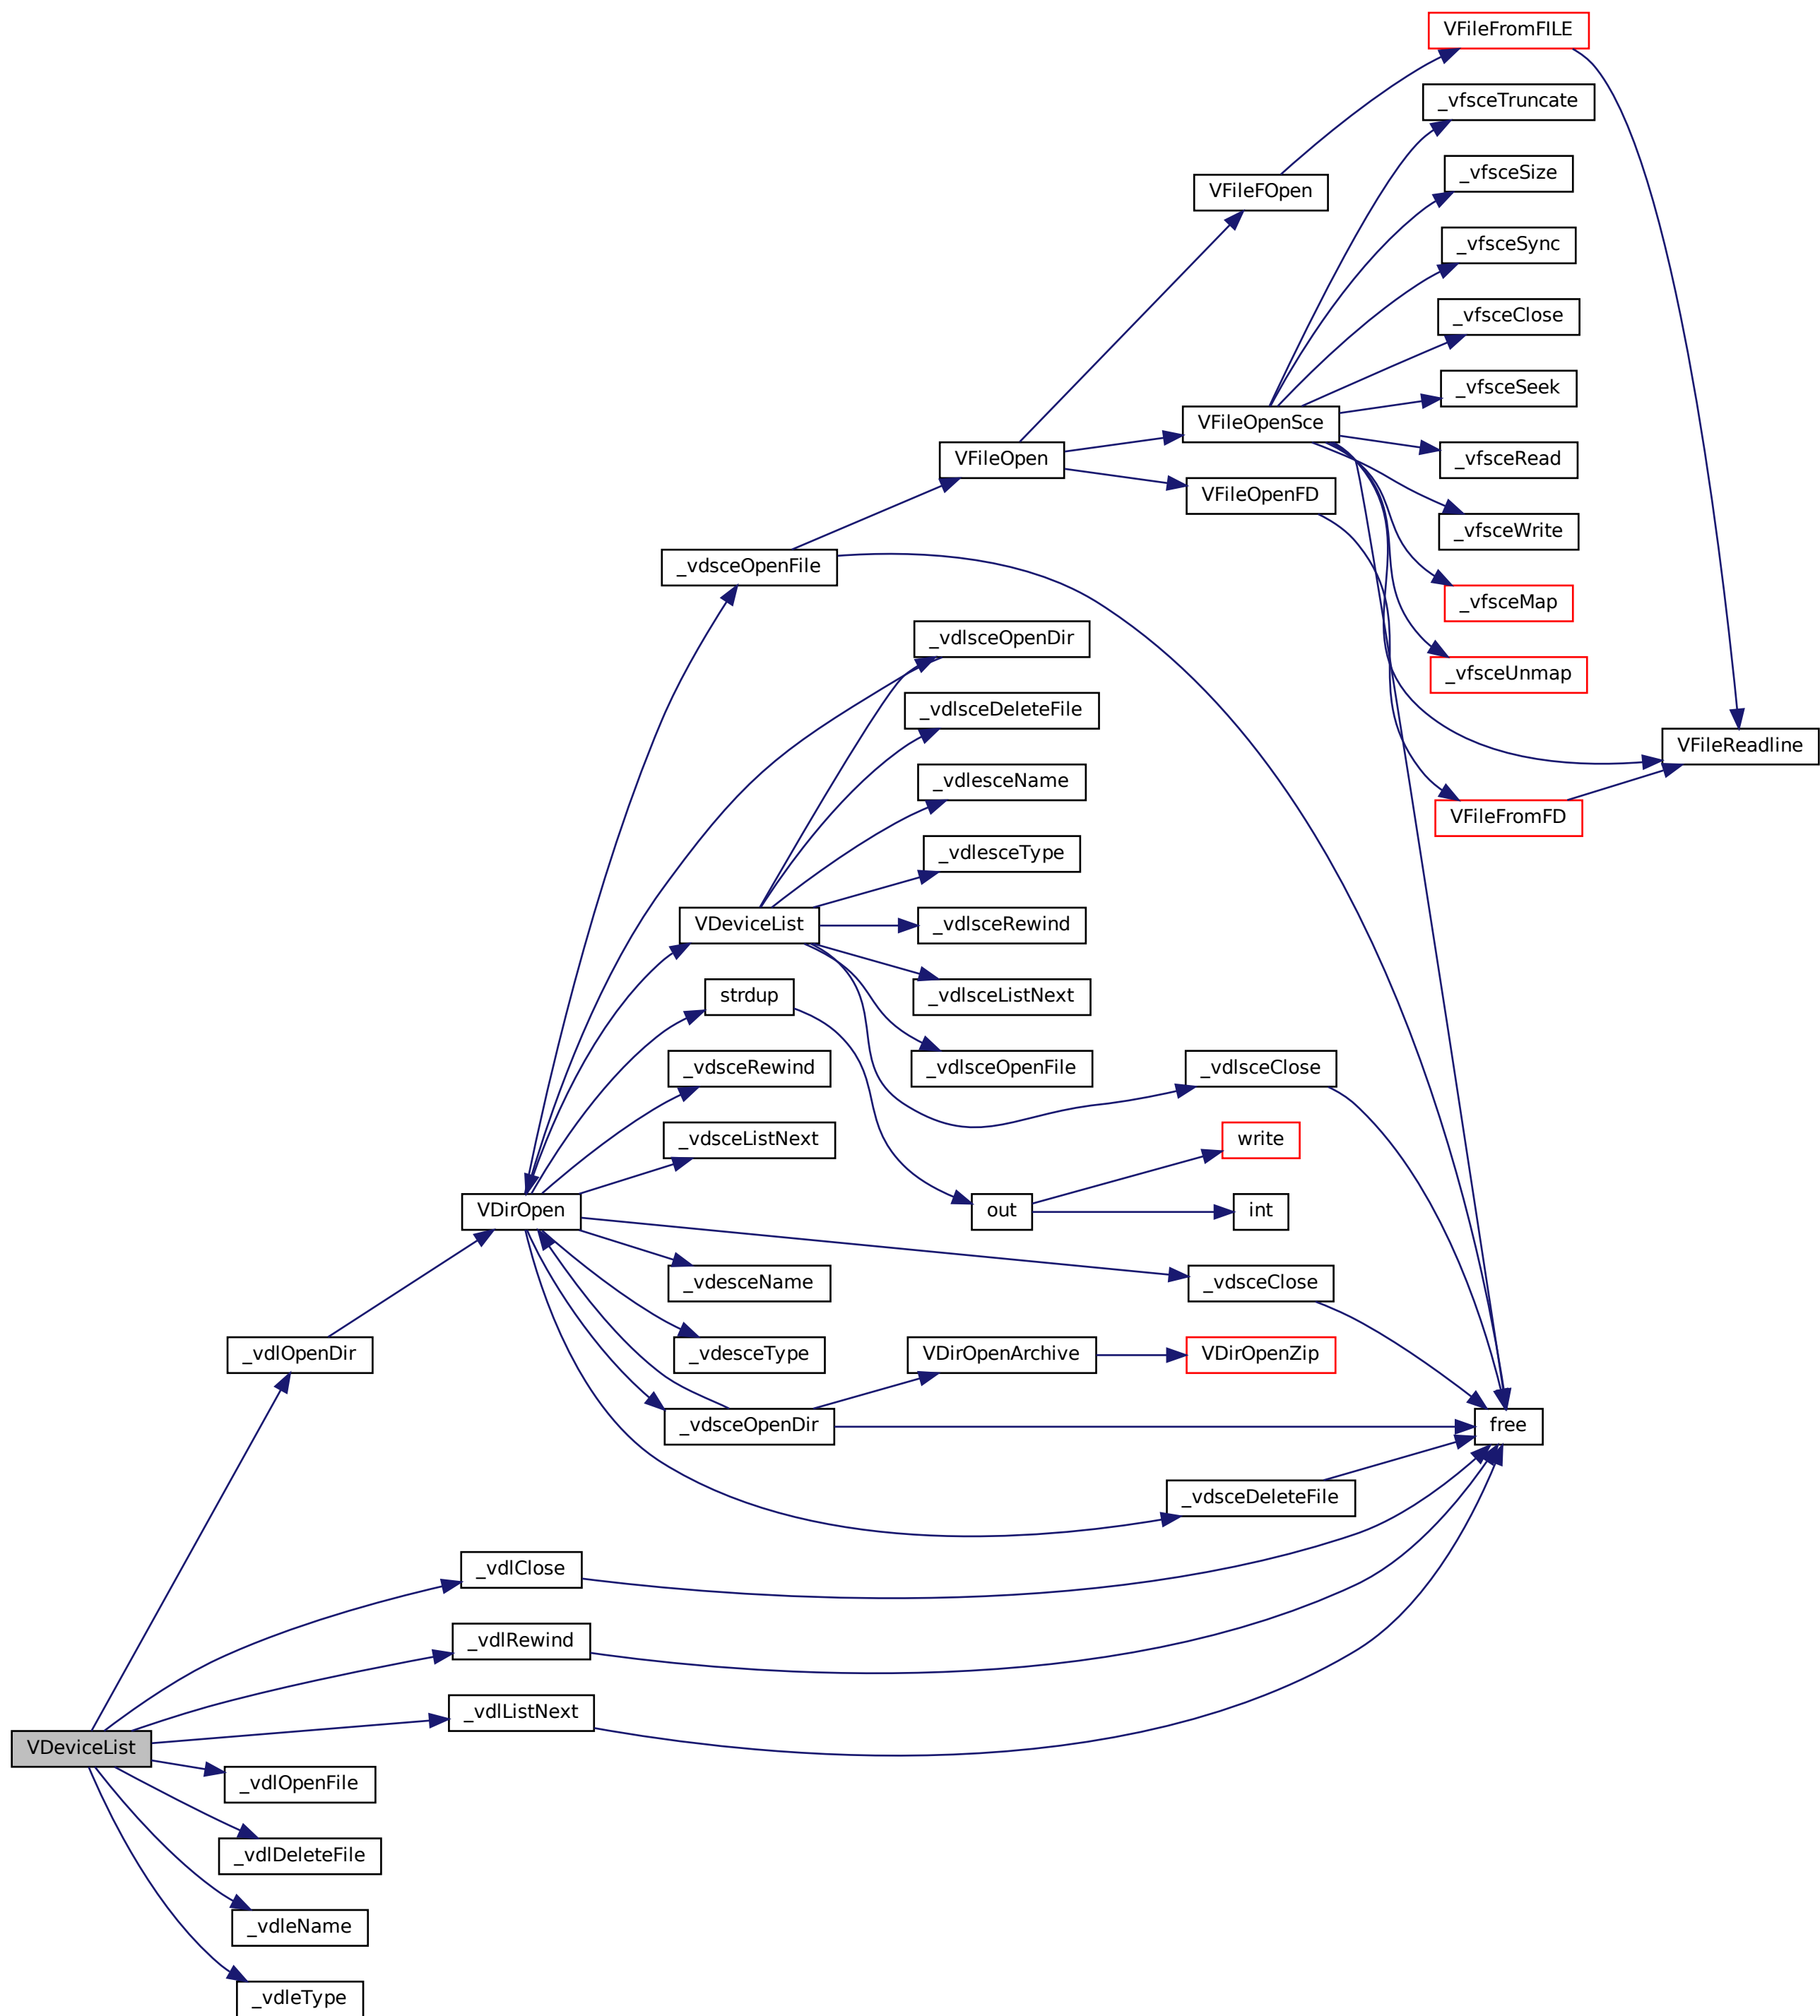 VFileFromFILE
_vfsceTruncate
_vfsceSize
VFileFOpen
_vfsceSync
_vfsceClose
_vfsceSeek
VFileOpenSce
VFileOpen
_vfsceRead
VFileOpenFD
_vfsceWrite
_vdsceOpenFile
_vfsceMap
_vdlsceOpenDir
_vfsceUnmap
_vdlsceDeleteFile
VFileReadline
_vdlesceName
VFileFromFD
_vdlesceType
VDeviceList
_vdlsceRewind
strdup
_vdlsceListNext
_vdsceRewind
_vdlsceOpenFile
_vdlsceClose
_vdsceListNext
write
VDirOpen
out
int
_vdesceName
_vdsceClose
_vdlOpenDir
_vdesceType
VDirOpenArchive
VDirOpenZip
_vdsceOpenDir
free
_vdsceDeleteFile
_vdlClose
_vdlRewind
_vdlListNext
VDeviceList
_vdlOpenFile
_vdlDeleteFile
_vdleName
_vdleType